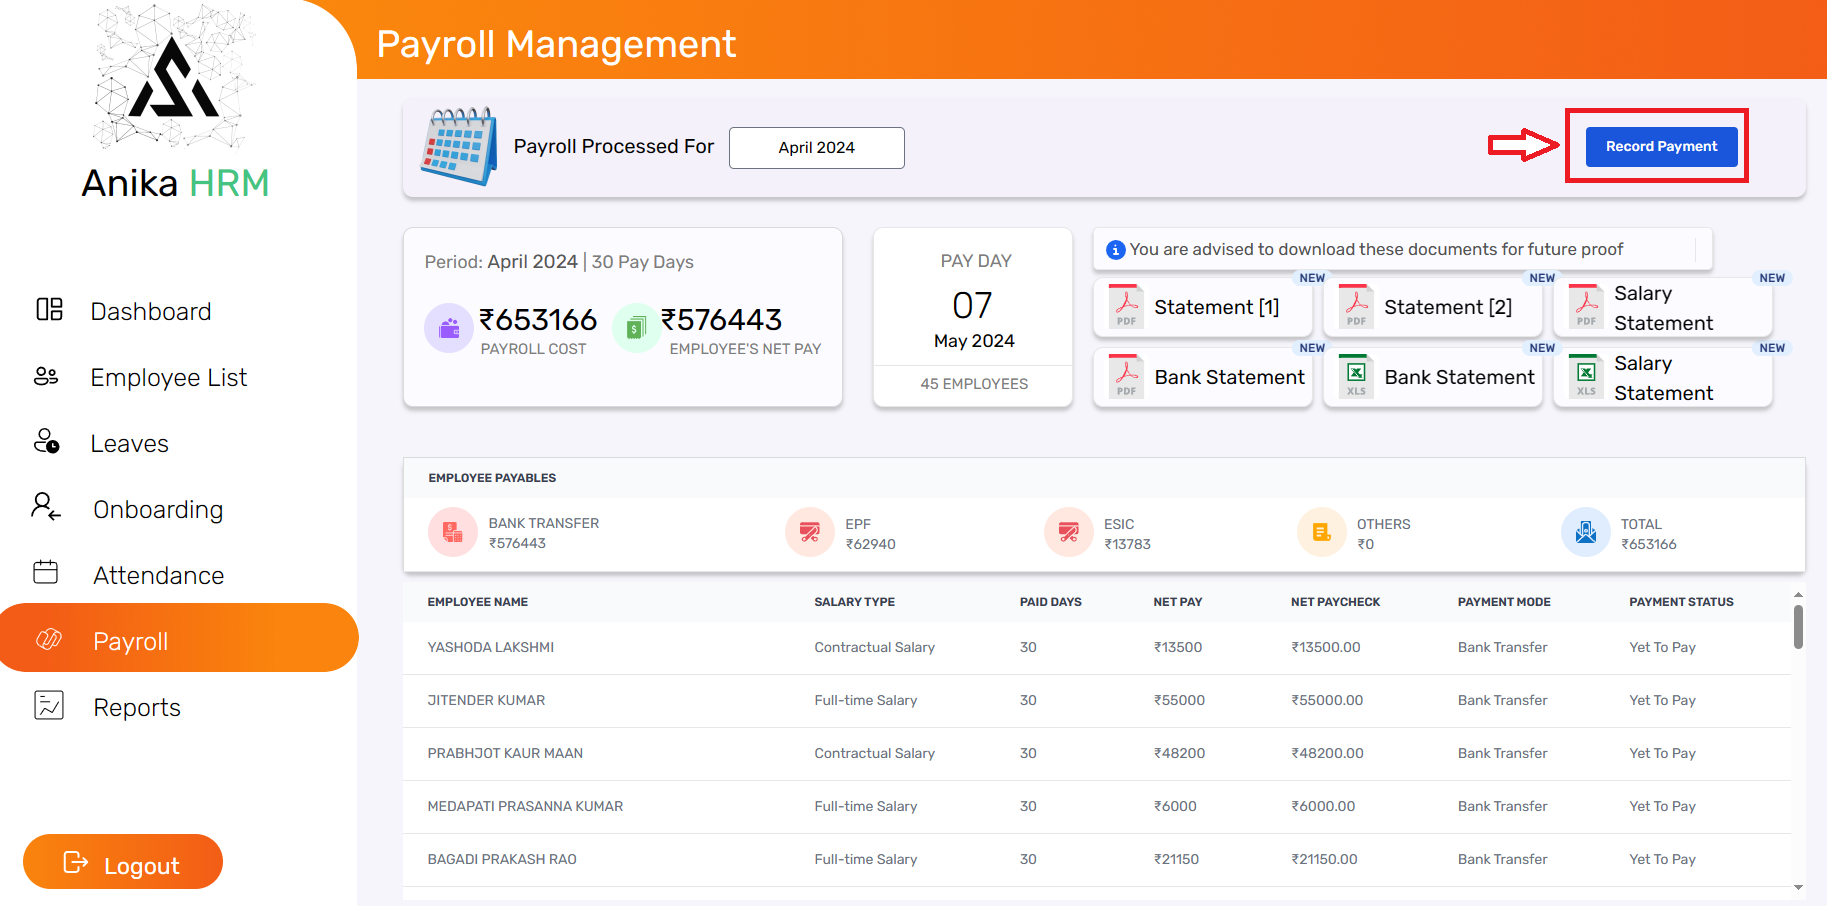 Payroll Management
Anika HRM
Payroll Processed For
April 2024
Record Payment
Dashboard
Employee List
Leaves
Onboarding
Attendance
Payroll
Reports
Logout
Period: April 2024 | 30 Pay Days
₹653166
PAYROLL COST
₹576443
EMPLOYEE'S NET PAY
PAY DAY
07
May 2024
45 EMPLOYEES
You are advised to download these documents for future proof
NEW
PDF
Statement [1]
NEW
PDF
Statement [2]
NEW
PDF
Salary
Statement
NEW
PDF
Bank Statement
NEW
XLS
Bank Statement
NEW
XLS
Salary
Statement
EMPLOYEE PAYABLES
BANK TRANSFER
₹576443
EPF
₹62940
ESIC
₹13783
OTHERS
₹0
TOTAL
₹653166
EMPLOYEE NAME SALARY TYPE PAID DAYS NET PAY NET PAYCHECK PAYMENT MODE PAYMENT STATUS
YASHODA LAKSHMI Contractual Salary 30 ₹13500 ₹13500.00 Bank Transfer Yet To Pay
JITENDER KUMAR Full-time Salary 30 ₹55000 ₹55000.00 Bank Transfer Yet To Pay
PRABHJOT KAUR MAAN Contractual Salary 30 ₹48200 ₹48200.00 Bank Transfer Yet To Pay
MEDAPATI PRASANNA KUMAR Full-time Salary 30 ₹6000 ₹6000.00 Bank Transfer Yet To Pay
BAGADI PRAKASH RAO Full-time Salary 30 ₹21150 ₹21150.00 Bank Transfer Yet To Pay